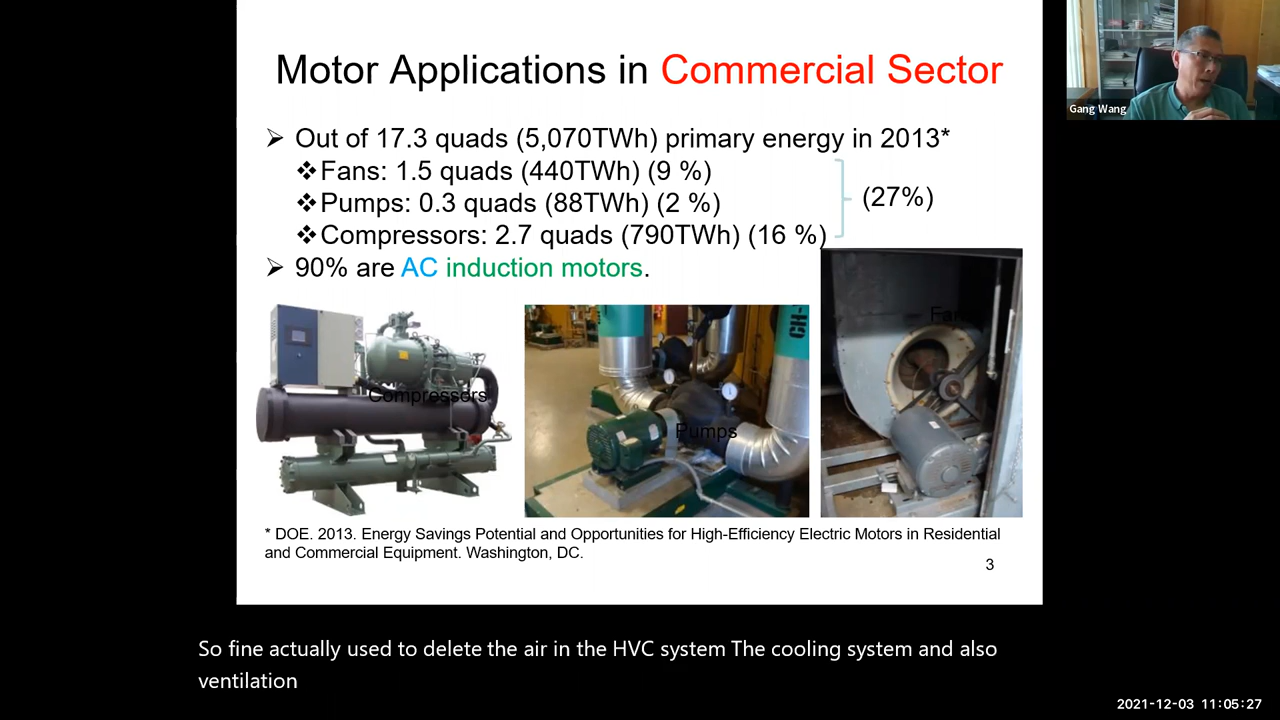 Motor Applications in Commercial Sector
➢ Out of 17.3 quads (5,070TWh) primary energy in 2013*
❖Fans: 1.5 quads (440TWh) (9 %)
❖Pumps: 0.3 quads (88TWh) (2 %)
❖Compressors: 2.7 quads (790TWh) (16 %)
(27%)
➢ 90% are AC induction motors.
Compressors
Pumps
* DOE. 2013. Energy Savings Potential and Opportunities for High-Efficiency Electric Motors in Residential
and Commercial Equipment. Washington, DC.
3
Gang Wang
So fine actually used to delete the air in the HVC system The cooling system and also
ventilation
2021-12-03 11:05:27